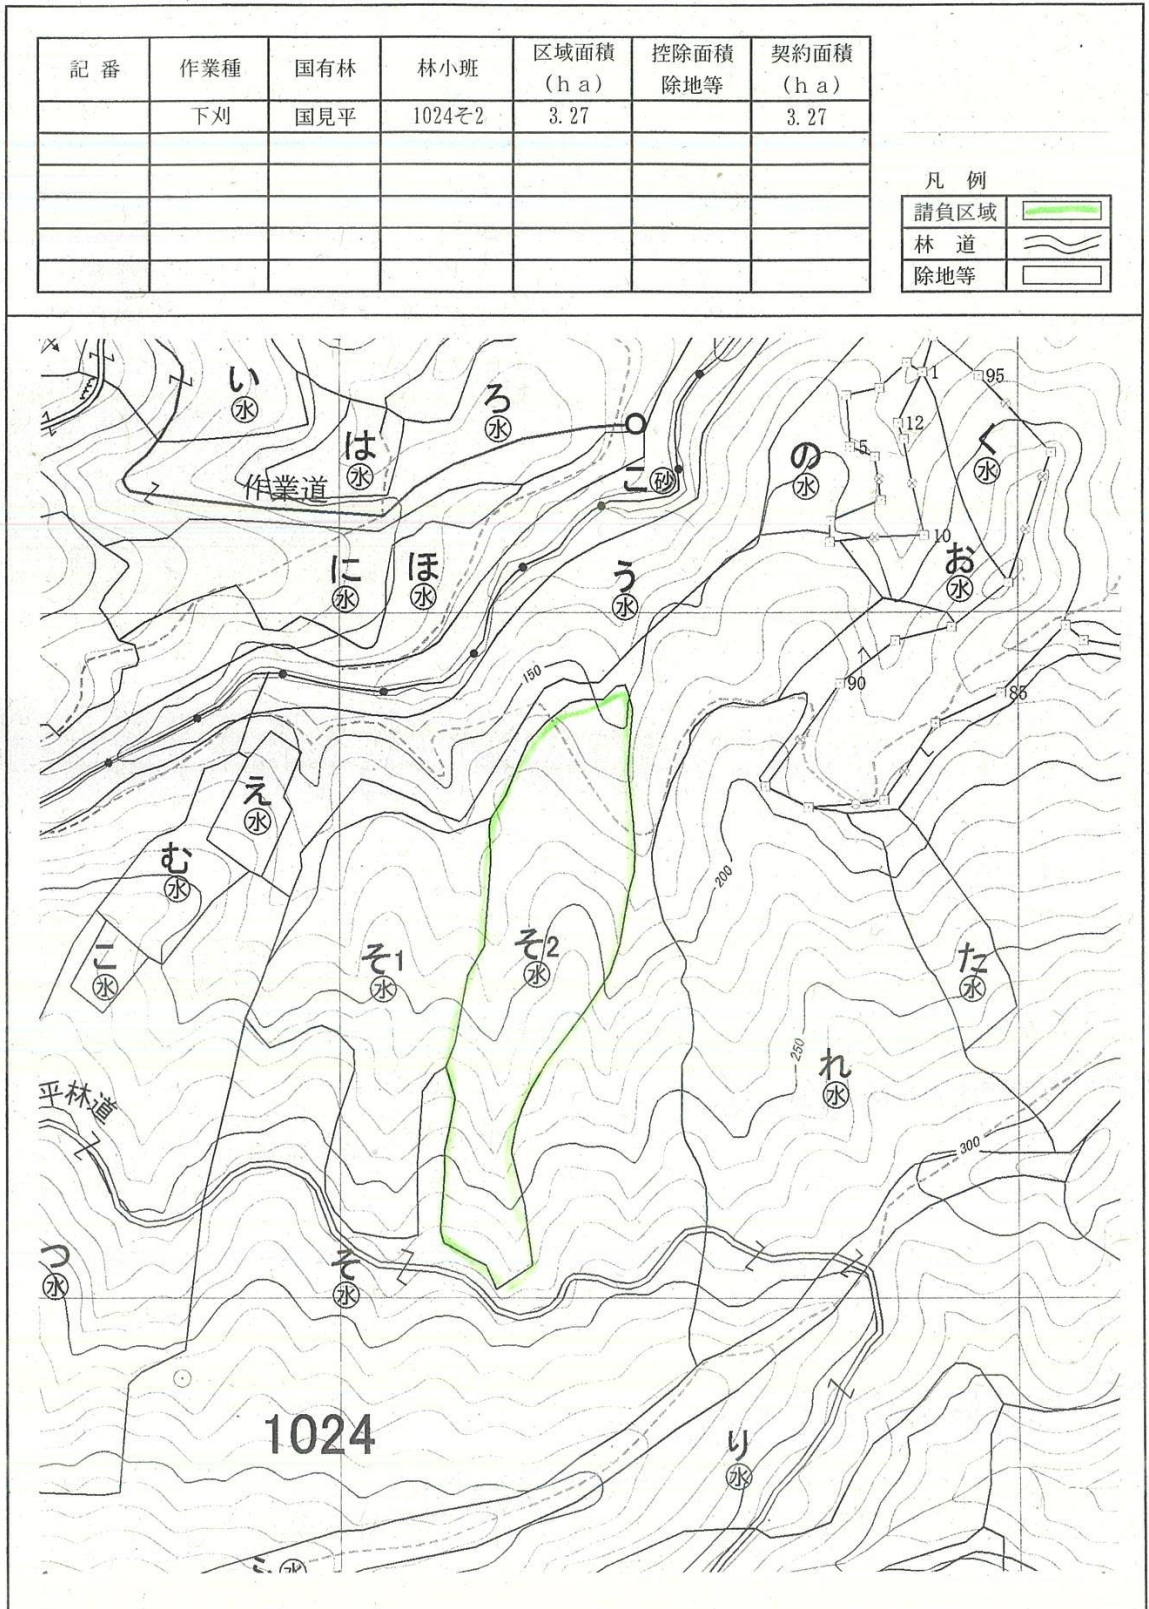 記番 作業種 国有林 林小班 区域面積(ha) 控除面積除地等 契約面積(ha)
下刈 国見平 1024そ2 3.27 3.27
凡例
請負区域
林道
除地等
い
水
は
水
ろ
水
作業道
こ
砂
の
水
く
水
1
95
12
5
10
に
水
ほ
水
う
水
お
水
150
90
85
え
水
む
水
こ
水
200
そ1
水
そ2
水
た
水
250
れ
水
平林道
300
つ
水
そ
水
1024
り
水
水